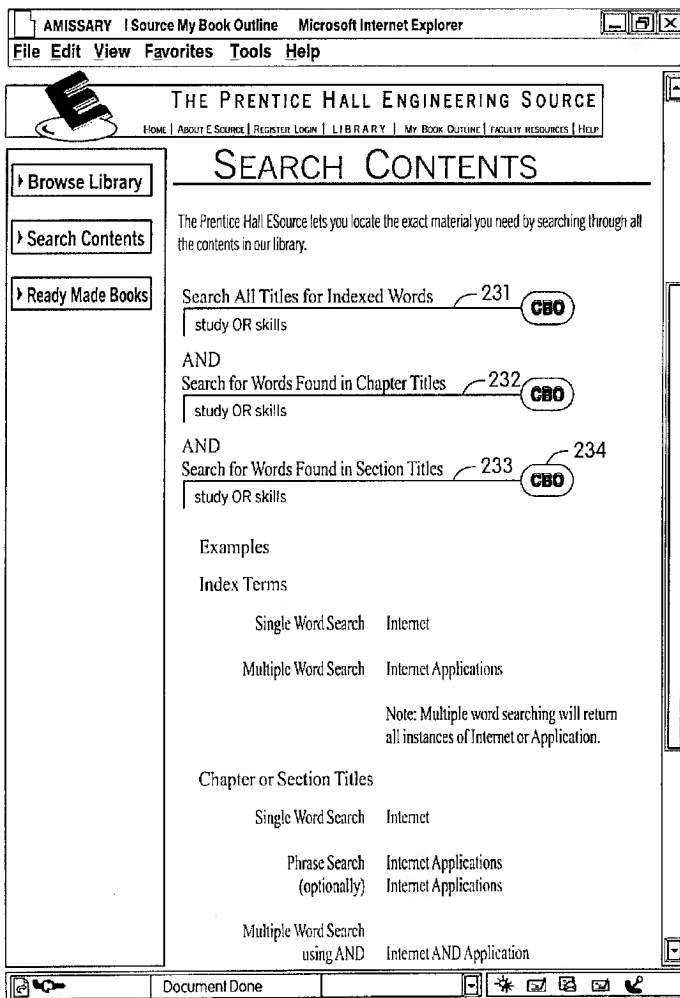 AMISSARY I Source My Book Outline Microsoft Internet Explorer
File Edit View Favorites Tools Help
E
THE PRENTICE HALL ENGINEERING SOURCE
HOME | ABOUT E SOURCE | REGISTER LOGIN | LIBRARY | MY BOOK OUTLINE | FACULTY RESOURCES | HELP
Browse Library
Search Contents
Ready Made Books
SEARCH CONTENTS
The Prentice Hall ESource lets you locate the exact material you need by searching through all
the contents in our library.
Search All Titles for Indexed Words 231 CBO
study OR skills
AND
Search for Words Found in Chapter Titles 232 CBO
study OR skills
AND
Search for Words Found in Section Titles 233 CBO 234
study OR skills
Examples
Index Terms
Single Word Search Internet
Multiple Word Search Internet Applications
Note: Multiple word searching will return
all instances of Internet or Application.
Chapter or Section Titles
Single Word Search Internet
Phrase Search Internet Applications
(optionally) Internet Applications
Multiple Word Search
using AND Internet AND Application
Document Done